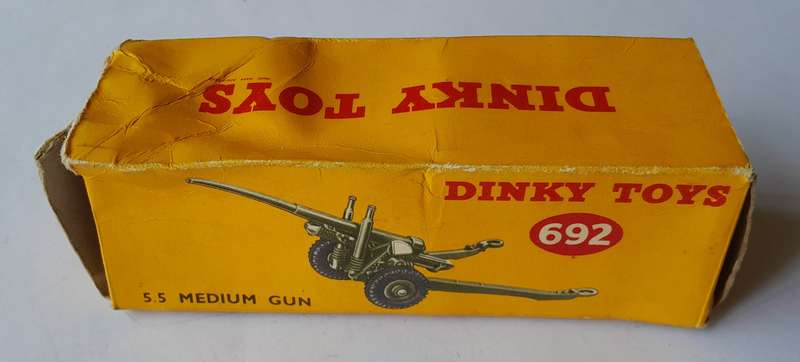 DINKY TOYS
DINKY TOYS
692
5.5 MEDIUM GUN